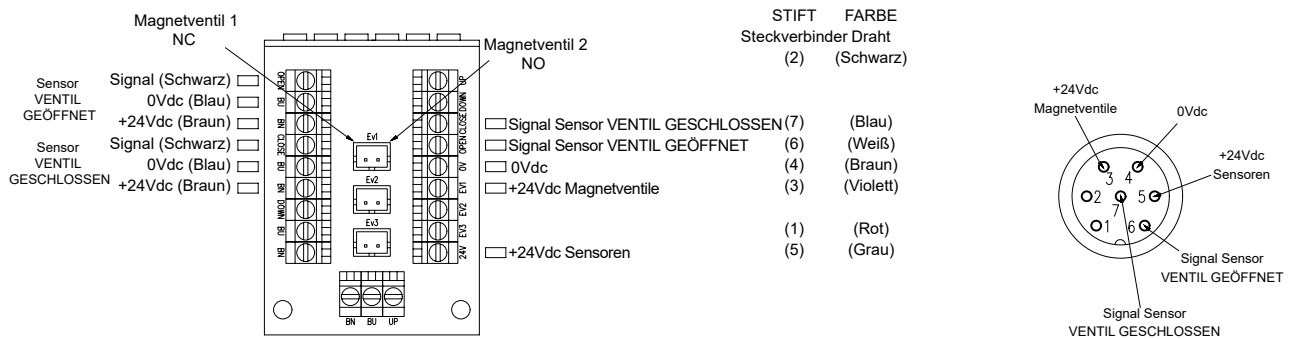 Magnetventil 1
NC
Magnetventil 2
NO
Sensor
VENTIL
GEÖFFNET
Signal (Schwarz)
0Vdc (Blau)
+24Vdc (Braun)
Sensor
VENTIL
GESCHLOSSEN
Signal (Schwarz)
0Vdc (Blau)
+24Vdc (Braun)
OPEN
BU
BN
CLOSE
BU
BN
DOWN
BU
BN
Ev1
Ev2
Ev3
UP
DOWN
CLOSE
OPEN
0V
EV1
EV2
EV3
24V
BN BU UP
STIFT FARBE
Steckverbinder Draht
(2) (Schwarz)
Signal Sensor VENTIL GESCHLOSSEN (7) (Blau)
Signal Sensor VENTIL GEÖFFNET (6) (Weiß)
0Vdc (4) (Braun)
+24Vdc Magnetventile (3) (Violett)
(1) (Rot)
+24Vdc Sensoren (5) (Grau)
+24Vdc
Magnetventile
0Vdc
+24Vdc
Sensoren
3 4
2 5
7
1 6
Signal Sensor
VENTIL GEÖFFNET
Signal Sensor
VENTIL GESCHLOSSEN